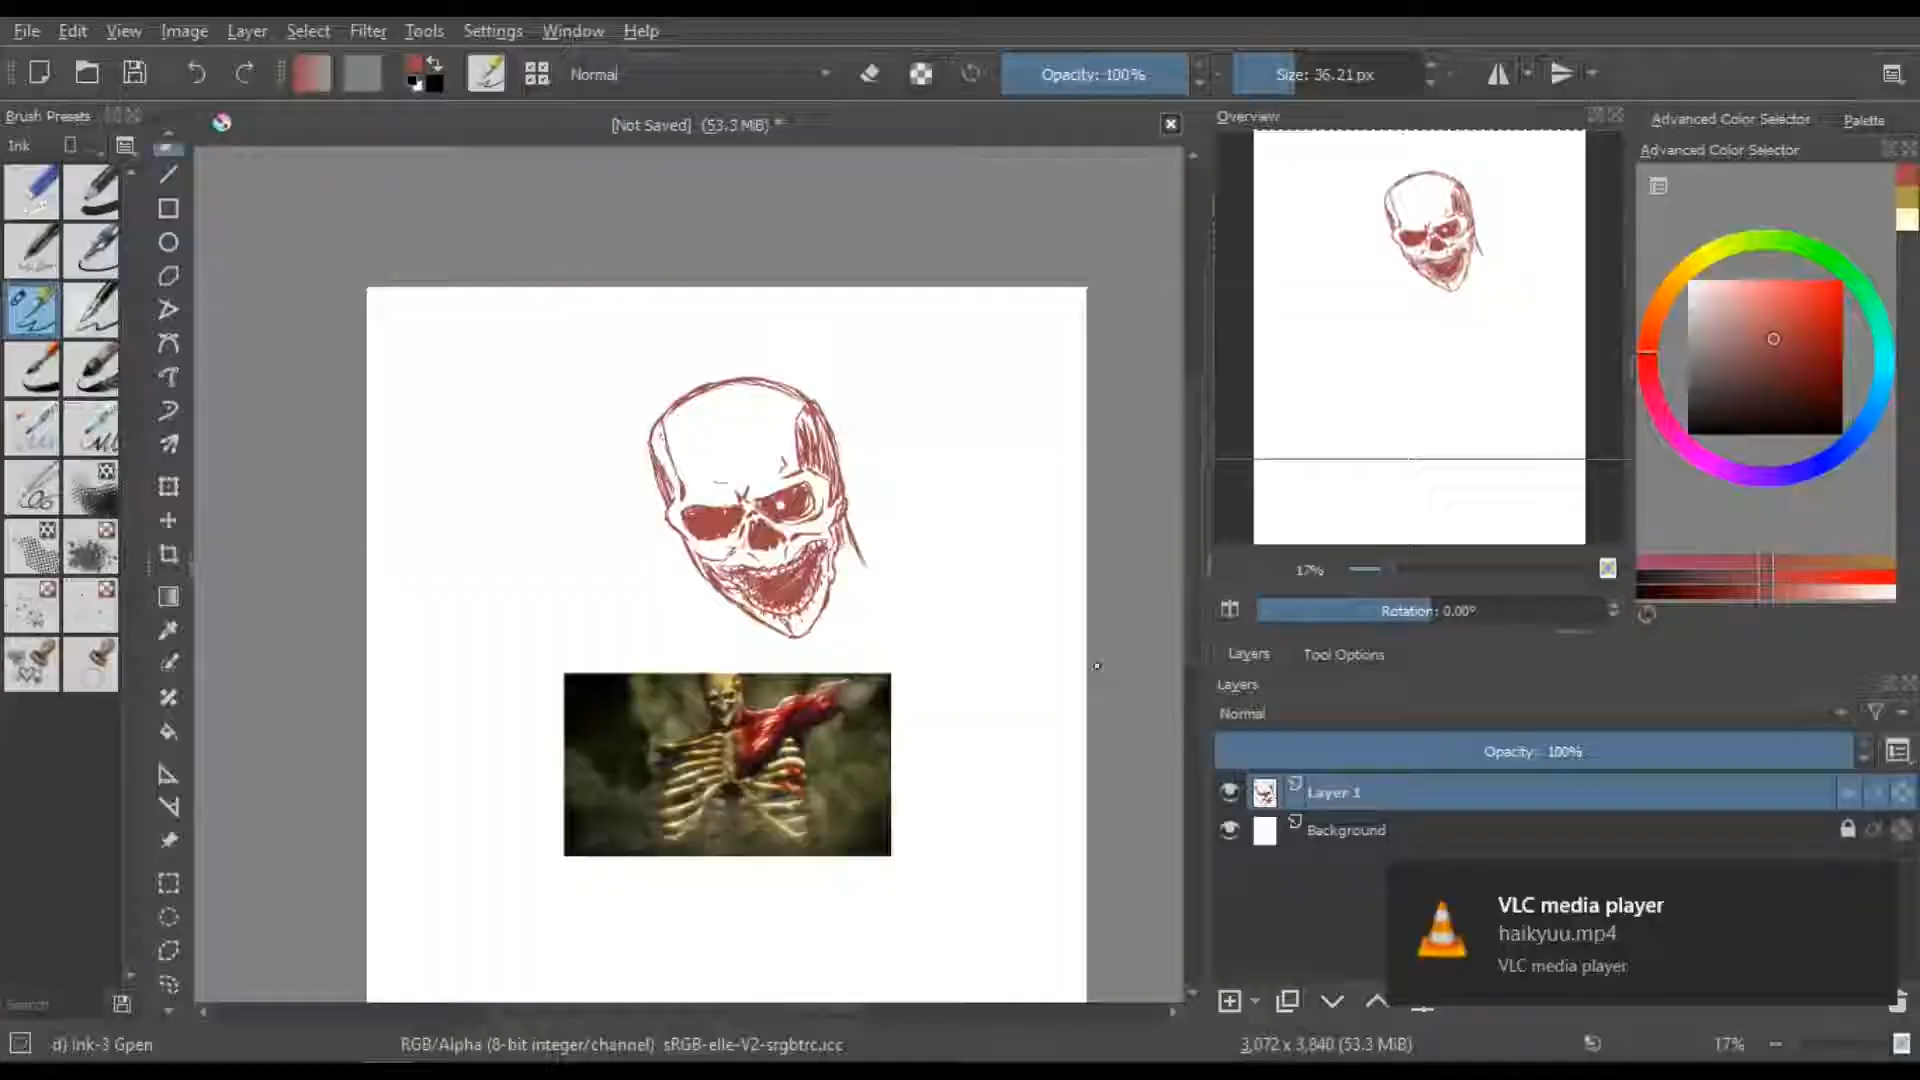 File Edit View Image Layer Select Filter Tools Settings Window Help
Normal
Opacity: 100%
Size: 36.21 px
Brush Presets
Ink
[Not Saved] (53.3 MiB) *
Overview
Advanced Color Selector
Palette
Advanced Color Selector
17%
Rotation: 0.00°
Layers
Tool Options
Layers
Normal
Opacity: 100%
Layer 1
Background
VLC media player
haikyuu.mp4
VLC media player
Search
d) Ink-3 Gpen
RGB/Alpha (8-bit integer/channel) sRGB-elle-V2-srgbtrc.icc
3,072 x 3,840 (53.3 MiB)
17%